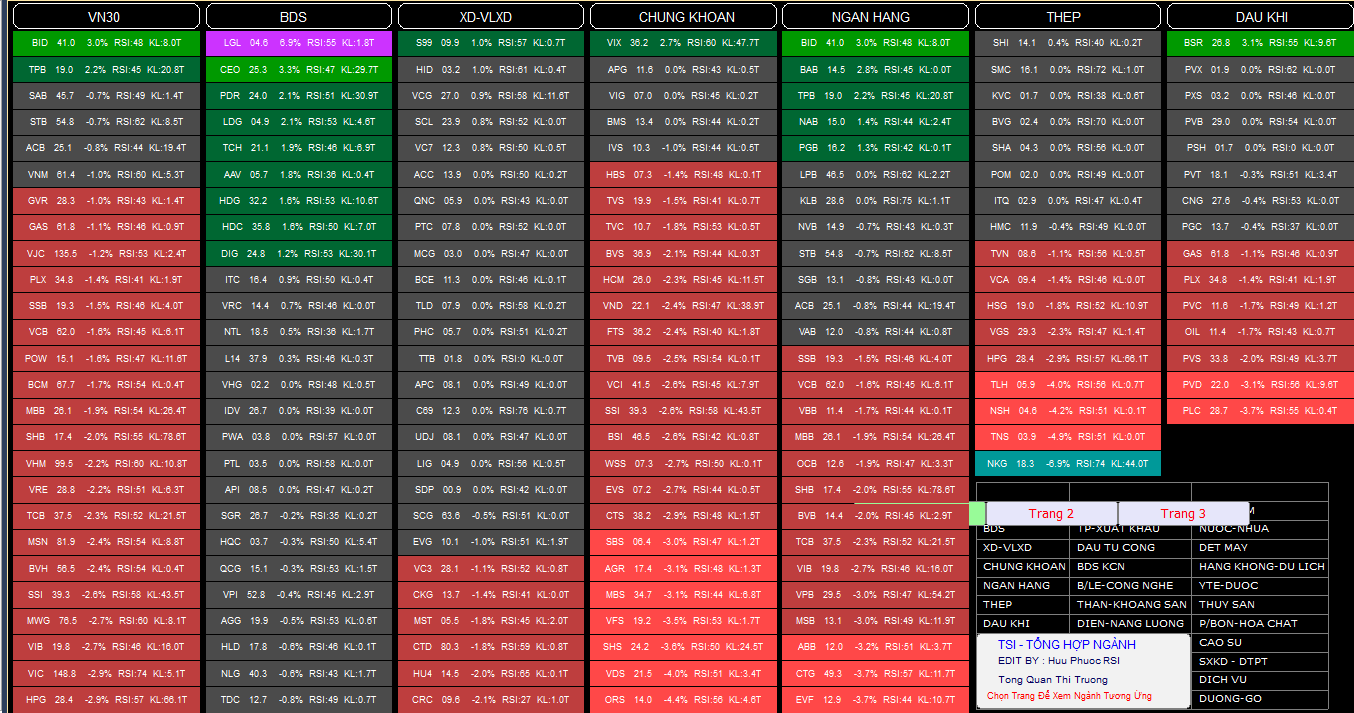 VN30
BID 41.0 3.0% RSI:48 KL:8.0T
TPB 19.0 2.2% RSI:45 KL:20.8T
SAB 45.7 -0.7% RSI:49 KL:1.4T
STB 54.8 -0.7% RSI:62 KL:8.5T
ACB 25.1 -0.8% RSI:44 KL:19.4T
VNM 61.4 -1.0% RSI:60 KL:5.3T
GVR 28.3 -1.0% RSI:43 KL:1.4T
GAS 61.8 -1.1% RSI:46 KL:0.9T
VJC 135.5 -1.2% RSI:53 KL:2.4T
PLX 34.8 -1.4% RSI:41 KL:1.9T
SSB 19.3 -1.5% RSI:46 KL:4.0T
VCB 62.0 -1.6% RSI:45 KL:6.1T
POW 15.1 -1.6% RSI:47 KL:11.6T
BCM 67.7 -1.7% RSI:54 KL:0.4T
MBB 26.1 -1.9% RSI:54 KL:26.4T
SHB 17.4 -2.0% RSI:55 KL:78.6T
VHM 99.5 -2.2% RSI:60 KL:10.8T
VRE 28.8 -2.2% RSI:51 KL:6.3T
TCB 37.5 -2.3% RSI:52 KL:21.5T
MSN 81.9 -2.4% RSI:54 KL:8.8T
BVH 56.5 -2.4% RSI:54 KL:0.4T
SSI 39.3 -2.6% RSI:58 KL:43.5T
MWG 76.5 -2.7% RSI:60 KL:8.1T
VIB 19.8 -2.7% RSI:46 KL:16.0T
VIC 148.8 -2.9% RSI:74 KL:5.1T
HPG 28.4 -2.9% RSI:57 KL:66.1T
BDS
LGL 04.6 6.9% RSI:55 KL:1.8T
CEO 25.3 3.3% RSI:47 KL:29.7T
PDR 24.0 2.1% RSI:51 KL:30.9T
LDG 04.9 2.1% RSI:53 KL:4.6T
TCH 21.1 1.9% RSI:46 KL:6.9T
AAV 05.7 1.8% RSI:36 KL:0.4T
HDG 32.2 1.6% RSI:53 KL:10.6T
HDC 35.8 1.6% RSI:50 KL:7.0T
DIG 24.8 1.2% RSI:53 KL:30.1T
ITC 16.4 0.9% RSI:50 KL:0.4T
VRC 14.4 0.7% RSI:46 KL:0.0T
NTL 18.5 0.5% RSI:36 KL:1.7T
L14 37.9 0.3% RSI:46 KL:0.3T
VHG 02.2 0.0% RSI:48 KL:0.5T
IDV 26.7 0.0% RSI:39 KL:0.0T
PWA 03.8 0.0% RSI:57 KL:0.0T
PTL 03.5 0.0% RSI:58 KL:0.0T
API 08.5 0.0% RSI:47 KL:0.2T
SGR 26.7 -0.2% RSI:35 KL:0.2T
HQC 03.7 -0.3% RSI:50 KL:5.4T
QCG 15.1 -0.3% RSI:53 KL:1.5T
VPI 52.8 -0.4% RSI:45 KL:2.9T
AGG 19.9 -0.5% RSI:53 KL:0.6T
HLD 17.8 -0.6% RSI:46 KL:0.1T
NLG 40.3 -0.6% RSI:43 KL:1.7T
TDC 12.7 -0.8% RSI:49 KL:0.7T
XD-VLXD
S99 09.9 1.0% RSI:57 KL:0.7T
HID 03.2 1.0% RSI:61 KL:0.4T
VCG 27.0 0.9% RSI:58 KL:11.6T
SCL 23.9 0.8% RSI:52 KL:0.0T
VC7 12.3 0.8% RSI:50 KL:0.5T
ACC 13.9 0.0% RSI:50 KL:0.2T
QNC 05.9 0.0% RSI:43 KL:0.0T
PTC 07.8 0.0% RSI:52 KL:0.0T
MCG 03.0 0.0% RSI:47 KL:0.0T
BCE 11.3 0.0% RSI:46 KL:0.1T
TLD 07.9 0.0% RSI:58 KL:0.2T
PHC 05.7 0.0% RSI:51 KL:0.2T
TTB 01.8 0.0% RSI:0 KL:0.0T
APC 08.1 0.0% RSI:49 KL:0.0T
C69 12.3 0.0% RSI:76 KL:0.7T
UDJ 08.1 0.0% RSI:47 KL:0.0T
LIG 04.9 0.0% RSI:56 KL:0.5T
SDP 00.9 0.0% RSI:42 KL:0.0T
SCG 63.6 -0.5% RSI:51 KL:0.0T
EVG 10.1 -1.0% RSI:51 KL:1.9T
VC3 28.1 -1.1% RSI:52 KL:0.8T
CKG 13.7 -1.4% RSI:41 KL:0.0T
MST 05.5 -1.8% RSI:45 KL:2.0T
CTD 80.3 -1.8% RSI:59 KL:0.8T
HU4 14.5 -2.0% RSI:65 KL:0.1T
CRC 09.6 -2.1% RSI:27 KL:1.0T
CHUNG KHOAN
VIX 36.2 2.7% RSI:60 KL:47.7T
APG 11.6 0.0% RSI:43 KL:0.5T
VIG 07.0 0.0% RSI:45 KL:0.2T
BMS 13.4 0.0% RSI:44 KL:0.2T
IVS 10.3 -1.0% RSI:44 KL:0.5T
HBS 07.3 -1.4% RSI:48 KL:0.1T
TVS 19.9 -1.5% RSI:41 KL:0.7T
TVC 10.7 -1.8% RSI:53 KL:0.5T
BVS 36.9 -2.1% RSI:44 KL:0.3T
HCM 26.0 -2.3% RSI:45 KL:11.5T
VND 22.1 -2.4% RSI:47 KL:38.9T
FTS 36.2 -2.4% RSI:40 KL:1.8T
TVB 09.5 -2.5% RSI:54 KL:0.1T
VCI 41.5 -2.6% RSI:45 KL:7.9T
SSI 39.3 -2.6% RSI:58 KL:43.5T
BSI 46.5 -2.6% RSI:42 KL:0.8T
WSS 07.3 -2.7% RSI:50 KL:0.1T
EVS 07.2 -2.7% RSI:44 KL:0.5T
CTS 38.2 -2.9% RSI:48 KL:1.5T
SBS 06.4 -3.0% RSI:47 KL:1.2T
AGR 17.4 -3.1% RSI:48 KL:1.3T
MBS 34.7 -3.1% RSI:44 KL:6.8T
VFS 19.2 -3.5% RSI:53 KL:1.7T
SHS 24.2 -3.6% RSI:50 KL:24.5T
VDS 21.5 -4.0% RSI:51 KL:3.4T
ORS 14.0 -4.4% RSI:56 KL:4.6T
NGAN HANG
BID 41.0 3.0% RSI:48 KL:8.0T
BAB 14.5 2.8% RSI:45 KL:0.0T
TPB 19.0 2.2% RSI:45 KL:20.8T
NAB 15.0 1.4% RSI:44 KL:2.4T
PGB 16.2 1.3% RSI:42 KL:0.1T
LPB 46.5 0.0% RSI:62 KL:2.2T
KLB 28.6 0.0% RSI:75 KL:1.1T
NVB 14.9 -0.7% RSI:43 KL:0.3T
STB 54.8 -0.7% RSI:62 KL:8.5T
SGB 13.1 -0.8% RSI:43 KL:0.0T
ACB 25.1 -0.8% RSI:44 KL:19.4T
VAB 12.0 -0.8% RSI:44 KL:0.8T
SSB 19.3 -1.5% RSI:46 KL:4.0T
VCB 62.0 -1.6% RSI:45 KL:6.1T
VBB 11.4 -1.7% RSI:44 KL:0.1T
MBB 26.1 -1.9% RSI:54 KL:26.4T
OCB 12.6 -1.9% RSI:47 KL:3.3T
SHB 17.4 -2.0% RSI:55 KL:78.6T
BVB 14.4 -2.0% RSI:45 KL:2.9T
TCB 37.5 -2.3% RSI:52 KL:21.5T
VIB 19.8 -2.7% RSI:46 KL:16.0T
VPB 29.5 -3.0% RSI:47 KL:54.2T
MSB 13.1 -3.0% RSI:49 KL:11.9T
ABB 12.0 -3.2% RSI:51 KL:3.7T
CTG 49.3 -3.7% RSI:57 KL:11.7T
EVF 12.9 -3.7% RSI:44 KL:10.7T
THEP
SHI 14.1 0.4% RSI:40 KL:0.2T
SMC 16.1 0.0% RSI:72 KL:1.0T
KVC 01.7 0.0% RSI:38 KL:0.6T
BVG 02.4 0.0% RSI:70 KL:0.0T
SHA 04.3 0.0% RSI:56 KL:0.0T
POM 02.0 0.0% RSI:49 KL:0.0T
ITQ 02.9 0.0% RSI:47 KL:0.4T
HMC 11.9 -0.4% RSI:49 KL:0.0T
TVN 08.6 -1.1% RSI:56 KL:0.5T
VCA 09.4 -1.4% RSI:46 KL:0.0T
HSG 19.0 -1.8% RSI:52 KL:10.9T
VGS 29.3 -2.3% RSI:47 KL:1.4T
HPG 28.4 -2.9% RSI:57 KL:66.1T
TLH 05.9 -4.0% RSI:56 KL:0.7T
NSH 04.6 -4.2% RSI:51 KL:0.1T
TNS 03.9 -4.9% RSI:51 KL:0.0T
NKG 18.3 -6.9% RSI:74 KL:44.0T
DAU KHI
BSR 26.8 3.1% RSI:55 KL:9.6T
PVX 01.9 0.0% RSI:62 KL:0.0T
PXS 03.2 0.0% RSI:46 KL:0.0T
PVB 29.0 0.0% RSI:54 KL:0.0T
PSH 01.7 0.0% RSI:0 KL:0.0T
PVT 18.1 -0.3% RSI:51 KL:3.4T
CNG 27.6 -0.4% RSI:53 KL:0.0T
PGC 13.7 -0.4% RSI:37 KL:0.0T
GAS 61.8 -1.1% RSI:46 KL:0.9T
PLX 34.8 -1.4% RSI:41 KL:1.9T
PVC 11.6 -1.7% RSI:49 KL:1.2T
OIL 11.4 -1.7% RSI:43 KL:0.7T
PVS 33.8 -2.0% RSI:49 KL:3.7T
PVD 22.0 -3.1% RSI:56 KL:9.6T
PLC 28.7 -3.7% RSI:55 KL:0.4T
Trang 2 Trang 3
BDS TP-XUAT KHAU NUOC-NHUA
XD-VLXD DAU TU CONG DET MAY
CHUNG KHOAN BDS KCN HANG KHONG-DU LICH
NGAN HANG B/LE-CONG NGHE YTE-DUOC
THEP THAN-KHOANG SAN THUY SAN
DAU KHI DIEN-NANG LUONG P/BON-HOA CHAT
CAO SU
SXKD - DTPT
DICH VU
DUONG-GO
TSI - TỔNG HỢP NGÀNH
EDIT BY : Huu Phuoc RSI
Tong Quan Thi Truong
Chọn Trang Để Xem Ngành Tương Ứng